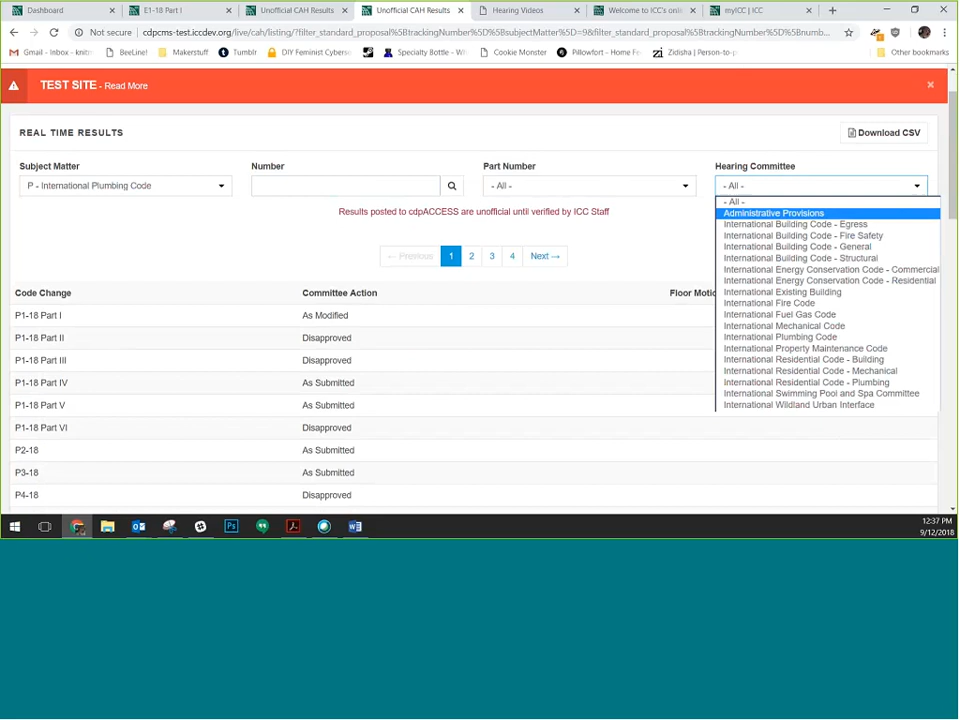 Dashboard
E1-18 Part I
Unofficial CAH Results
Unofficial CAH Results
Hearing Videos
Welcome to ICC's onli
myICC | ICC
Not secure | cdpcms-test.iccdev.org/live/cah/listing/?filter_standard_proposal%5BtrackingNumber%5D%5BsubjectMatter%5D=9&filter_standard_proposal%5BtrackingNumber%5D%5Bnumb...
Gmail - Inbox - knitb
BeeLine!
Makerstuff
Tumblr
DIY Feminist Cyberse
Specialty Bottle - Wh
Cookie Monster
Pillowfort - Home Fe
Zidisha | Person-to-p
Other bookmarks
TEST SITE - Read More
REAL TIME RESULTS
Download CSV
Subject Matter
Number
Part Number
Hearing Committee
P - International Plumbing Code
- All -
- All -
Results posted to cdpACCESS are unofficial until verified by ICC Staff
- All -
Administrative Provisions
International Building Code - Egress
International Building Code - Fire Safety
International Building Code - General
International Building Code - Structural
International Energy Conservation Code - Commercial
International Energy Conservation Code - Residential
International Existing Building
International Fire Code
International Fuel Gas Code
International Mechanical Code
International Plumbing Code
International Property Maintenance Code
International Residential Code - Building
International Residential Code - Mechanical
International Residential Code - Plumbing
International Swimming Pool and Spa Committee
International Wildland Urban Interface
← Previous 1 2 3 4 Next →
Code Change Committee Action Floor Motio
P1-18 Part I As Modified
P1-18 Part II Disapproved
P1-18 Part III Disapproved
P1-18 Part IV As Submitted
P1-18 Part V As Submitted
P1-18 Part VI Disapproved
P2-18 As Submitted
P3-18 As Submitted
P4-18 Disapproved
12:37 PM
9/12/2018